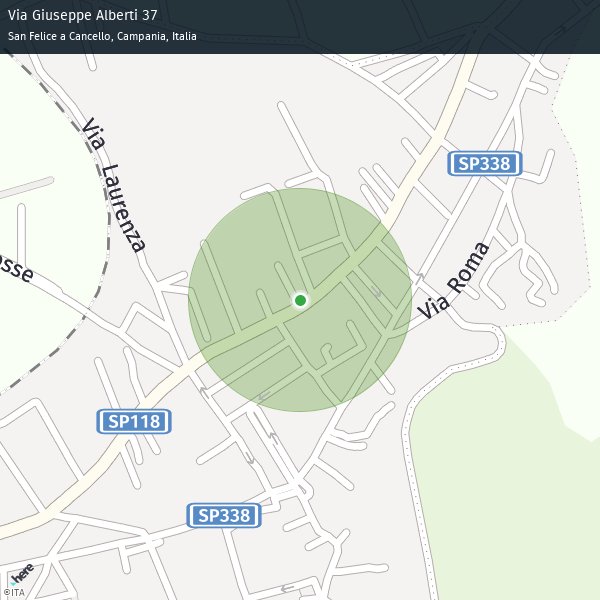 Via Giuseppe Alberti 37
San Felice a Cancello, Campania, Italia
SP338
Via Laurenza
Via Roma
osse
SP118
SP338
here
©ITA